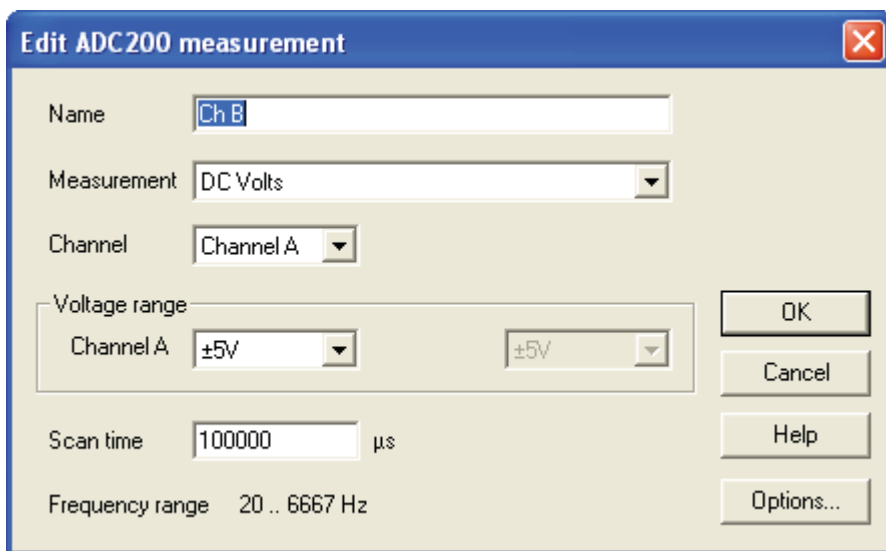 Edit ADC200 measurement
Name Ch B
Measurement DC Volts
Channel Channel A
Voltage range
Channel A ±5V ±5V
OK
Cancel
Scan time 100000 µs
Help
Frequency range 20 .. 6667 Hz
Options...